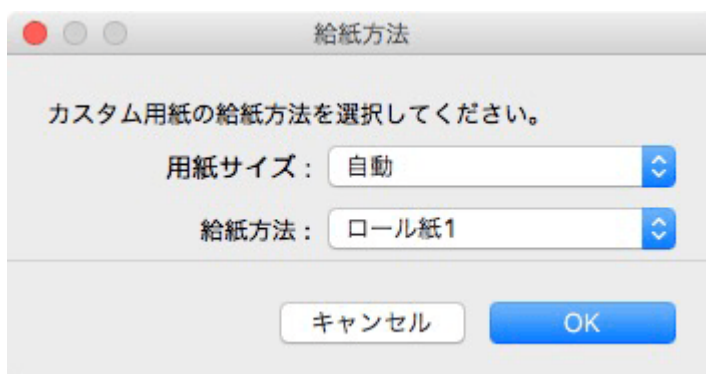 給紙方法
カスタム用紙の給紙方法を選択してください。
用紙サイズ： 自動
給紙方法： ロール紙1
キャンセル OK